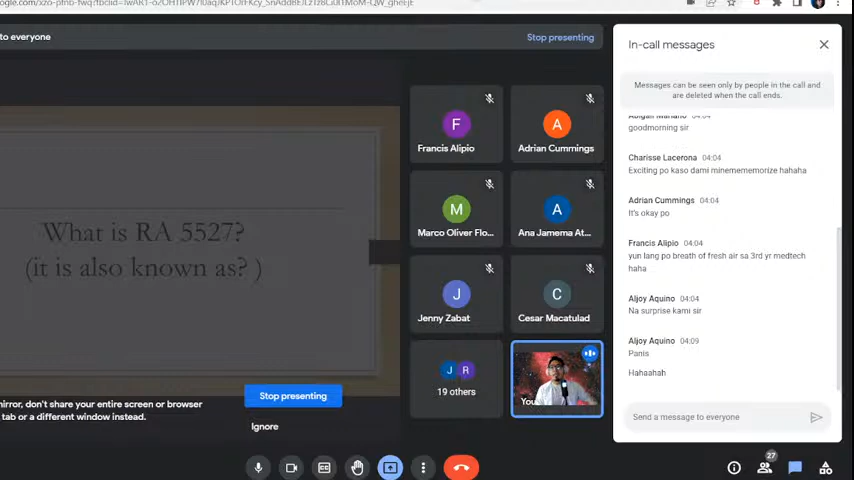 to everyone
Stop presenting
What is RA 5527?
(it is also known as? )
mirror, don't share your entire screen or browser
tab or a different window instead.
Stop presenting
Ignore
F
Francis Alipio
A
Adrian Cummings
M
Marco Oliver Flo...
A
Ana Jamema At...
J
Jenny Zabat
C
Cesar Macatulad
J R
19 others
You
In-call messages
Messages can be seen only by people in the call and
are deleted when the call ends.
goodmorning sir
Charisse Lacerona 04:04
Exciting po kaso dami minemememorize hahaha
Adrian Cummings 04:04
It's okay po
Francis Alipio 04:04
yun lang po breath of fresh air sa 3rd yr medtech
haha
Aljoy Aquino 04:04
Na surprise kami sir
Aljoy Aquino 04:09
Panis
Hahaahah
Send a message to everyone
27